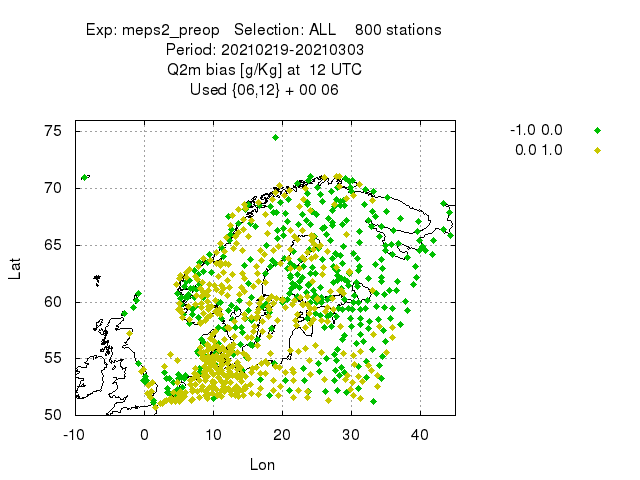 Exp: meps2_preop Selection: ALL 800 stations
Period: 20210219-20210303
Q2m bias [g/Kg] at 12 UTC
Used {06,12} + 00 06
-1.0 0.0
0.0 1.0
75
70
65
60
55
50
Lat
-10 0 10 20 30 40
Lon